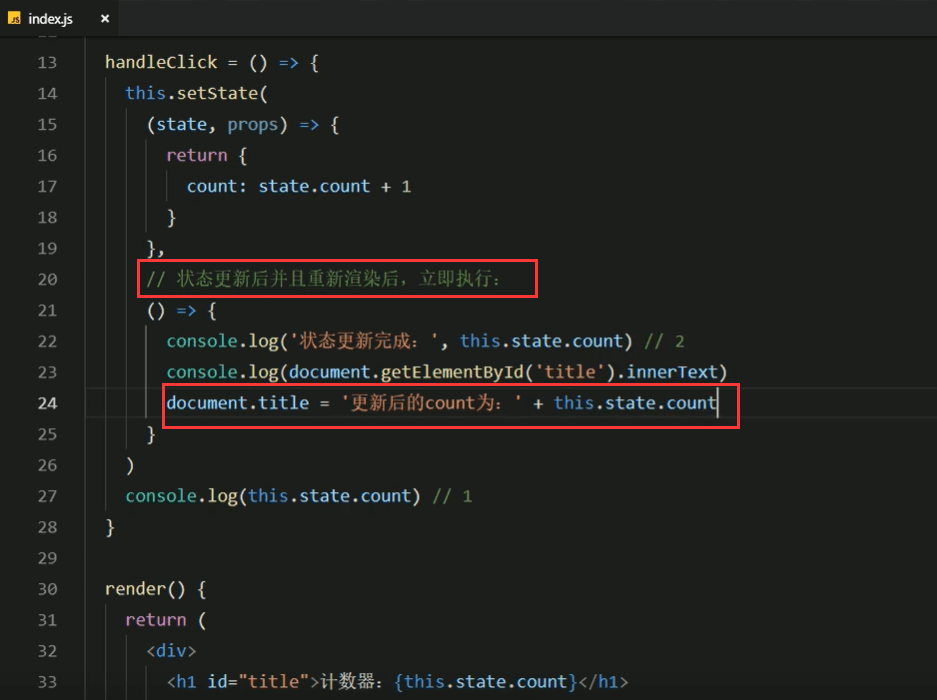 JS index.js ×
13 handleClick = () => {
14 this.setState(
15 (state, props) => {
16 return {
17 count: state.count + 1
18 }
19 },
20 // 状态更新后并且重新渲染后，立即执行：
21 () => {
22 console.log('状态更新完成：', this.state.count) // 2
23 console.log(document.getElementById('title').innerText)
24 document.title = '更新后的count为：' + this.state.count
25 }
26 )
27 console.log(this.state.count) // 1
28 }
29
30 render() {
31 return (
32 <div>
33 <h1 id="title">计数器：{this.state.count}</h1>